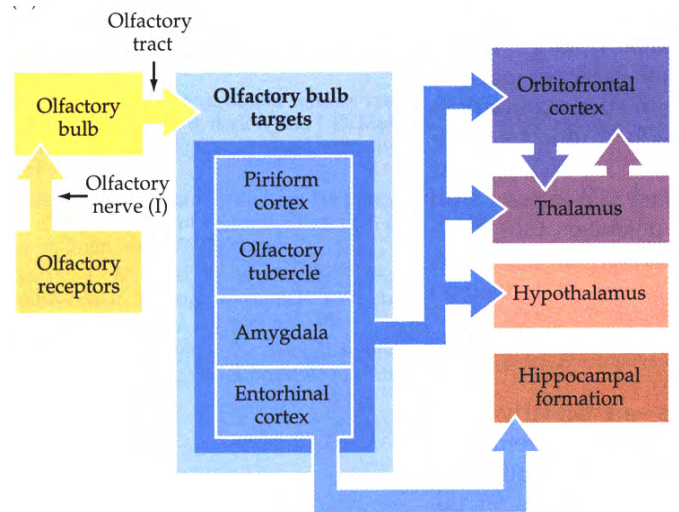 Olfactory
tract
Olfactory
bulb
Olfactory
nerve (I)
Olfactory
receptors
Olfactory bulb
targets
Piriform
cortex
Olfactory
tubercle
Amygdala
Entorhinal
cortex
Orbitofrontal
cortex
Thalamus
Hypothalamus
Hippocampal
formation